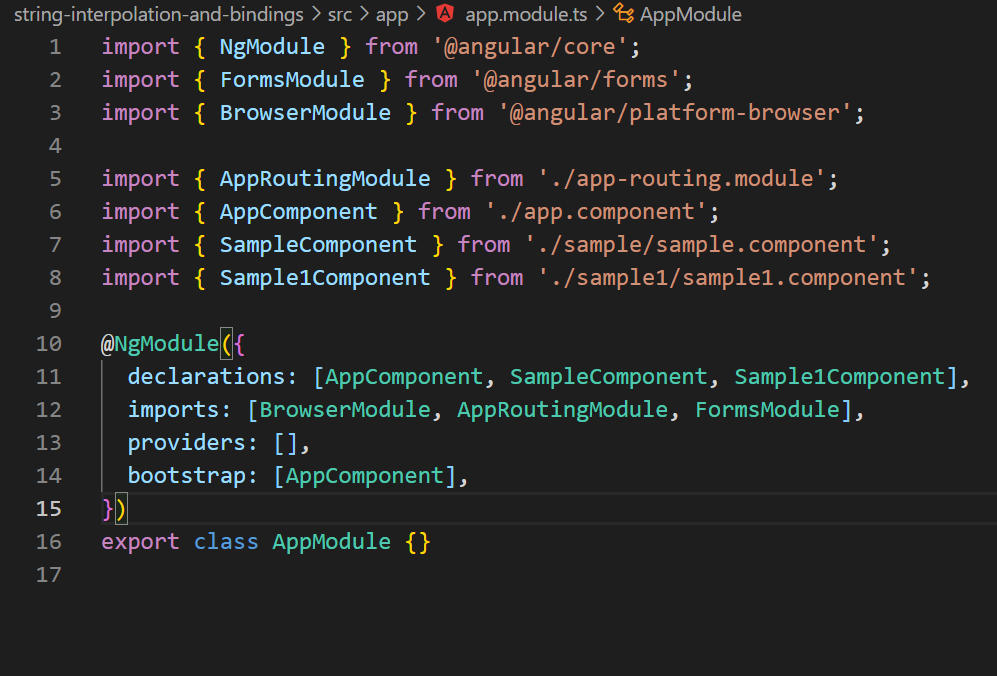 string-interpolation-and-bindings > src > app > app.module.ts > AppModule
1 import { NgModule } from '@angular/core';
2 import { FormsModule } from '@angular/forms';
3 import { BrowserModule } from '@angular/platform-browser';
4
5 import { AppRoutingModule } from './app-routing.module';
6 import { AppComponent } from './app.component';
7 import { SampleComponent } from './sample/sample.component';
8 import { Sample1Component } from './sample1/sample1.component';
9
10 @NgModule({
11   declarations: [AppComponent, SampleComponent, Sample1Component],
12   imports: [BrowserModule, AppRoutingModule, FormsModule],
13   providers: [],
14   bootstrap: [AppComponent],
15 })
16 export class AppModule {}
17